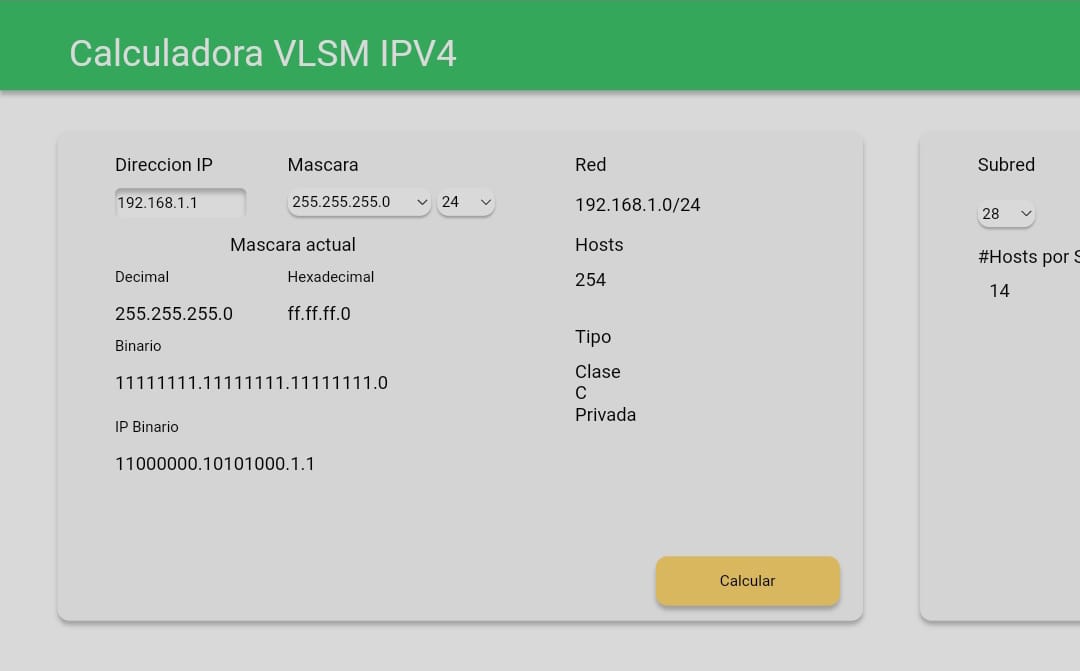 Calculadora VLSM IPV4
Direccion IP
Mascara
192.168.1.1
255.255.255.0
24
Mascara actual
Decimal
Hexadecimal
255.255.255.0
ff.ff.ff.0
Binario
11111111.11111111.11111111.0
IP Binario
11000000.10101000.1.1
Red
192.168.1.0/24
Hosts
254
Tipo
Clase
C
Privada
Calcular
Subred
28
#Hosts por S
14